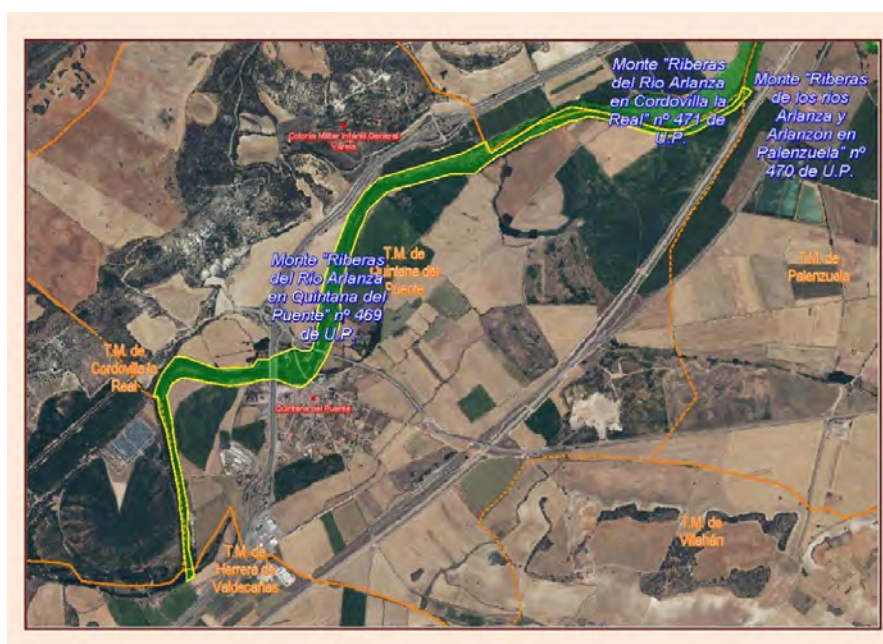 Monte "Riberas
del Río Arlanza
en Cordovilla la
Real" nº 471 de
U.P.
Monte "Riberas
de los ríos
Arlanza y
Arlanzón en
Palenzuela" nº
470 de U.P.
Colonia Militar Infantil General
Varela
T.M. de
Quintana del
Puente
Monte "Riberas
del Río Arlanza
en Quintana del
Puente" nº 469
de U.P.
T.M. de
Palenzuela
T.M. de
Cordovilla la
Real
Quintana del Puente
T.M. de
Villahán
T.M. de
Herrera de
Valdecañas